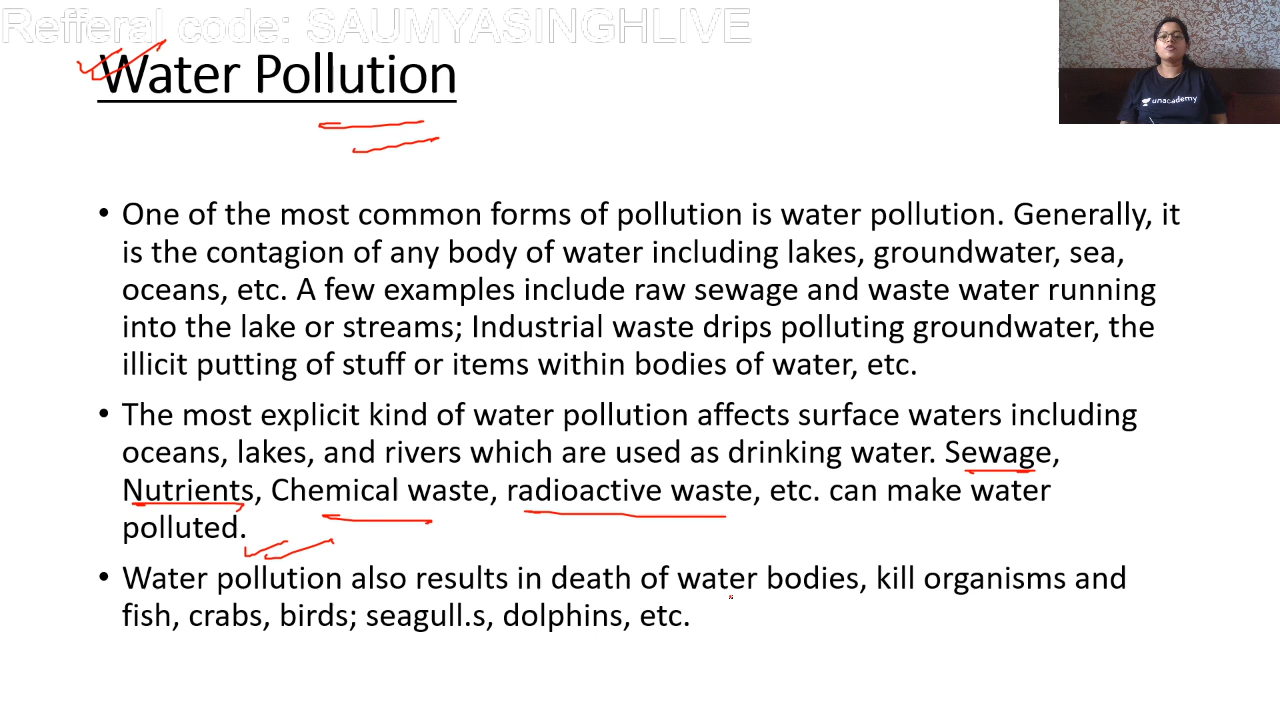 Refferal code: SAUMYASINGHLIVE
Water Pollution
unacademy
• One of the most common forms of pollution is water pollution. Generally, it
is the contagion of any body of water including lakes, groundwater, sea,
oceans, etc. A few examples include raw sewage and waste water running
into the lake or streams; Industrial waste drips polluting groundwater, the
illicit putting of stuff or items within bodies of water, etc.
• The most explicit kind of water pollution affects surface waters including
oceans, lakes, and rivers which are used as drinking water. Sewage,
Nutrients, Chemical waste, radioactive waste, etc. can make water
polluted.
• Water pollution also results in death of water bodies, kill organisms and
fish, crabs, birds; seagull.s, dolphins, etc.